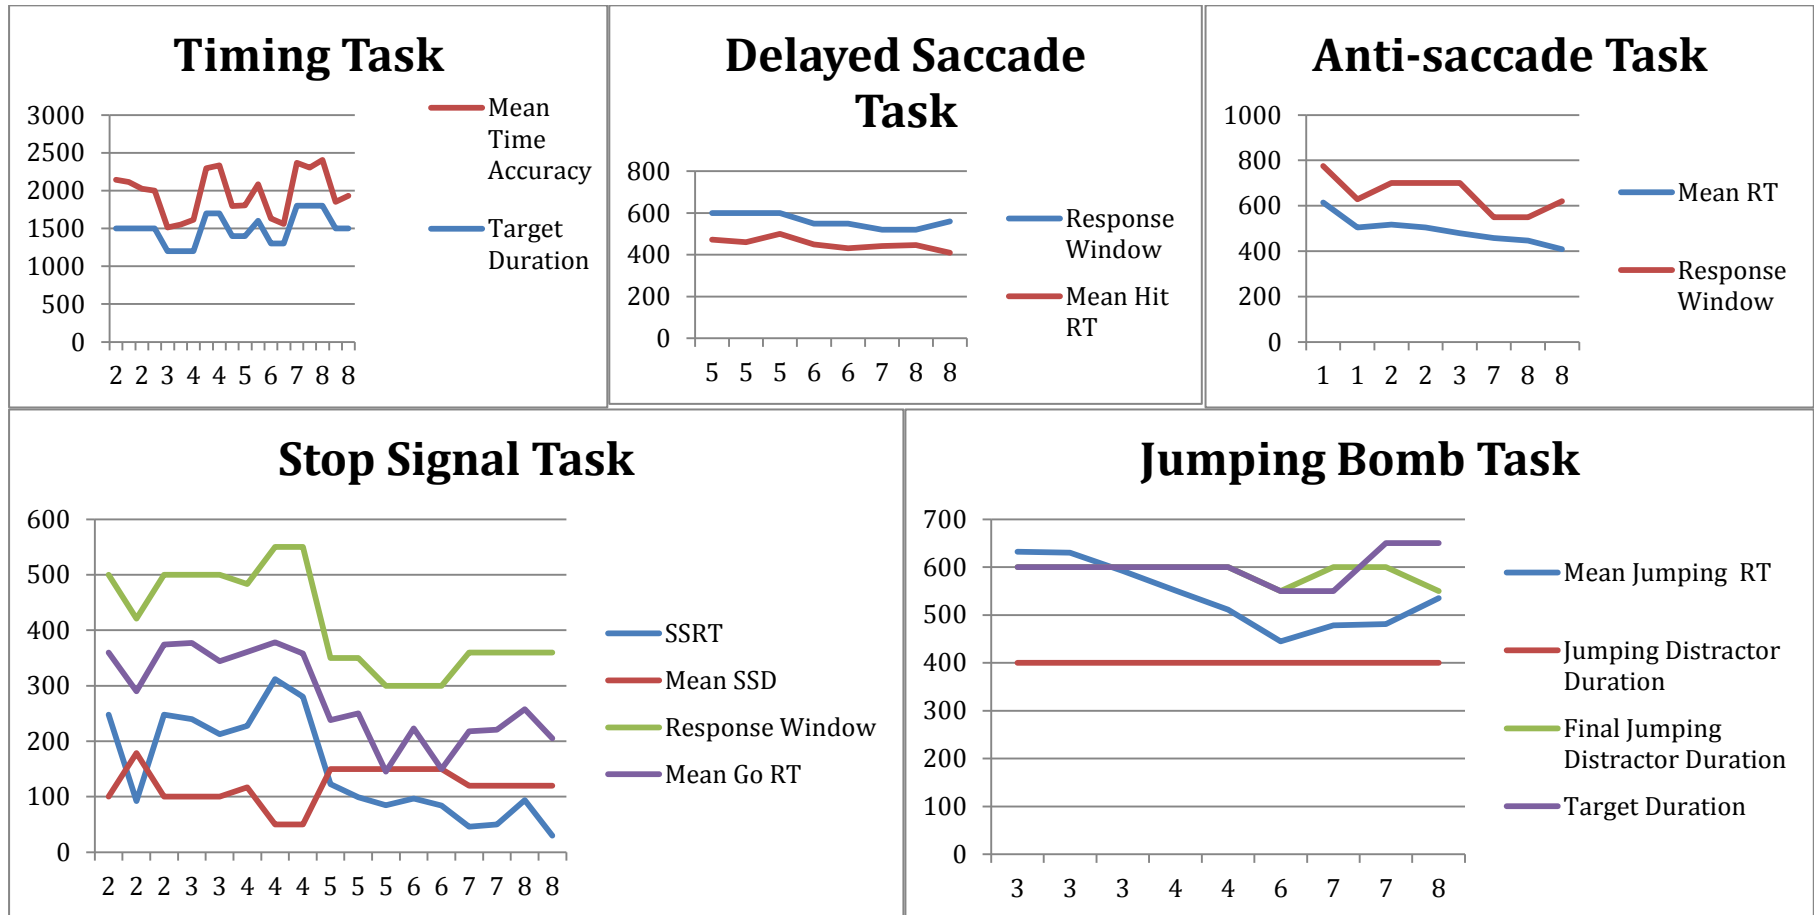 Timing Task
3000
2500
2000
1500
1000
500
0
2 2 3 4 4 5 6 7 8 8
Mean
Time
Accuracy
Target
Duration
Delayed Saccade
Task
800
600
400
200
0
5 5 5 6 6 7 8 8
Response
Window
Mean Hit
RT
Anti-saccade Task
1000
800
600
400
200
0
1 1 2 2 3 7 8 8
Mean RT
Response
Window
Stop Signal Task
600
500
400
300
200
100
0
2 2 2 3 3 4 4 4 5 5 5 6 6 7 7 8 8
SSRT
Mean SSD
Response Window
Mean Go RT
Jumping Bomb Task
700
600
500
400
300
200
100
0
3 3 3 4 4 6 7 7 8
Mean Jumping RT
Jumping Distractor
Duration
Final Jumping
Distractor Duration
Target Duration